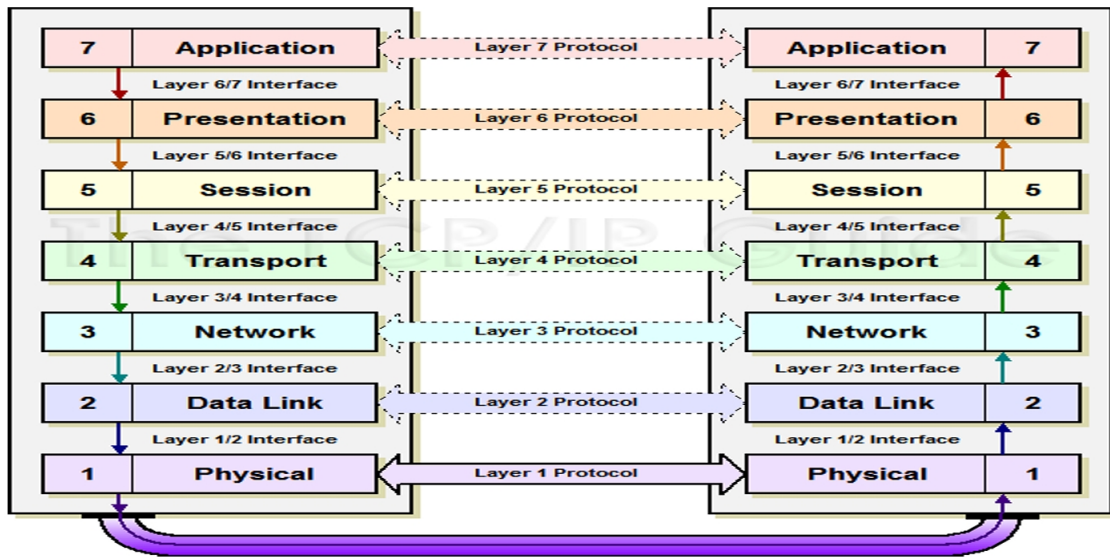 7 Application Layer 7 Protocol Application 7
Layer 6/7 Interface Layer 6/7 Interface
6 Presentation Layer 6 Protocol Presentation 6
Layer 5/6 Interface Layer 5/6 Interface
5 Session Layer 5 Protocol Session 5
Layer 4/5 Interface Layer 4/5 Interface
The TCP/IP Guide
4 Transport Layer 4 Protocol Transport 4
Layer 3/4 Interface Layer 3/4 Interface
3 Network Layer 3 Protocol Network 3
Layer 2/3 Interface Layer 2/3 Interface
2 Data Link Layer 2 Protocol Data Link 2
Layer 1/2 Interface Layer 1/2 Interface
1 Physical Layer 1 Protocol Physical 1